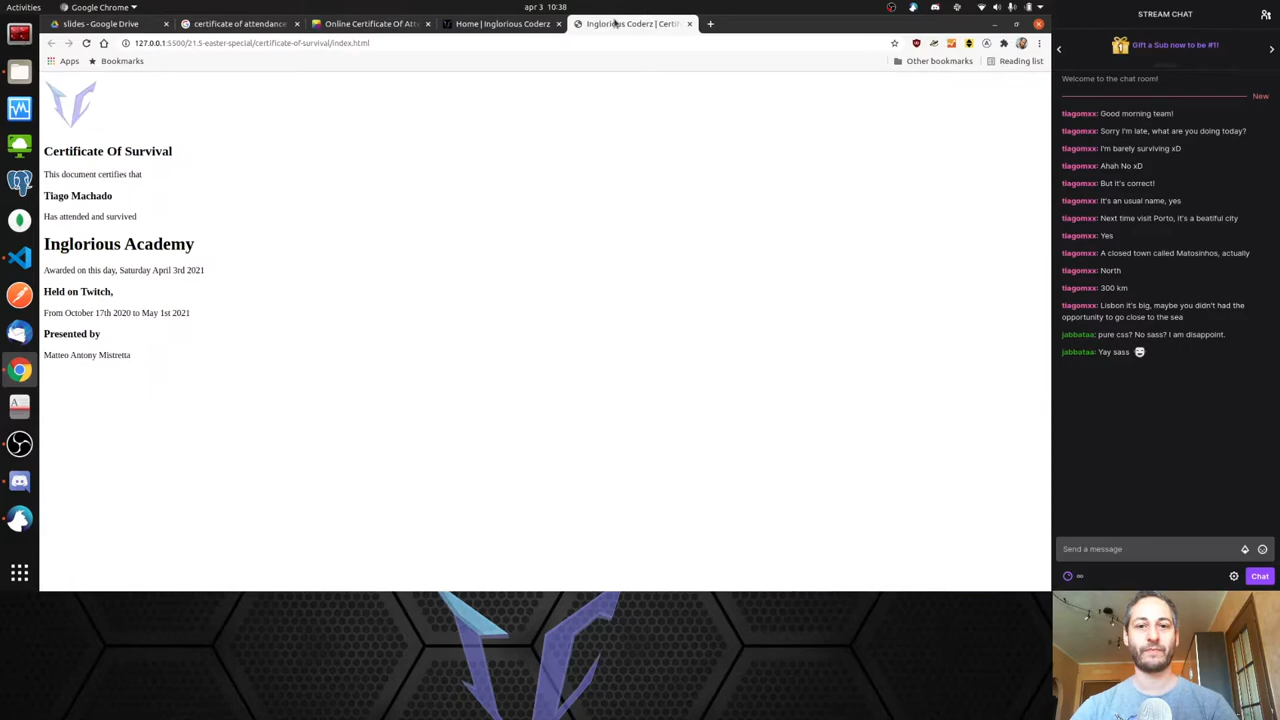 Activities
Google Chrome
apr 3 10:38
slides - Google Drive
certificate of attendance
Online Certificate Of Atte
Home | Inglorious Coderz
Inglorious Coderz | Certifi
127.0.0.1:5500/21.5-easter-special/certificate-of-survival/index.html
Apps
Bookmarks
Other bookmarks
Reading list
Certificate Of Survival
This document certifies that
Tiago Machado
Has attended and survived
Inglorious Academy
Awarded on this day, Saturday April 3rd 2021
Held on Twitch,
From October 17th 2020 to May 1st 2021
Presented by
Matteo Antony Mistretta
STREAM CHAT
Gift a Sub now to be #1!
Welcome to the chat room!
New
tiagomxx: Good morning team!
tiagomxx: Sorry I'm late, what are you doing today?
tiagomxx: I'm barely surviving xD
tiagomxx: Ahah No xD
tiagomxx: But it's correct!
tiagomxx: it's an usual name, yes
tiagomxx: Next time visit Porto, it's a beatiful city
tiagomxx: Yes
tiagomxx: A closed town called Matosinhos, actually
tiagomxx: North
tiagomxx: 300 km
tiagomxx: Lisbon it's big, maybe you didn't had the
opportunity to go close to the sea
jabbataa: pure css? No sass? I am disappoint.
jabbataa: Yay sass
Send a message
∞
Chat